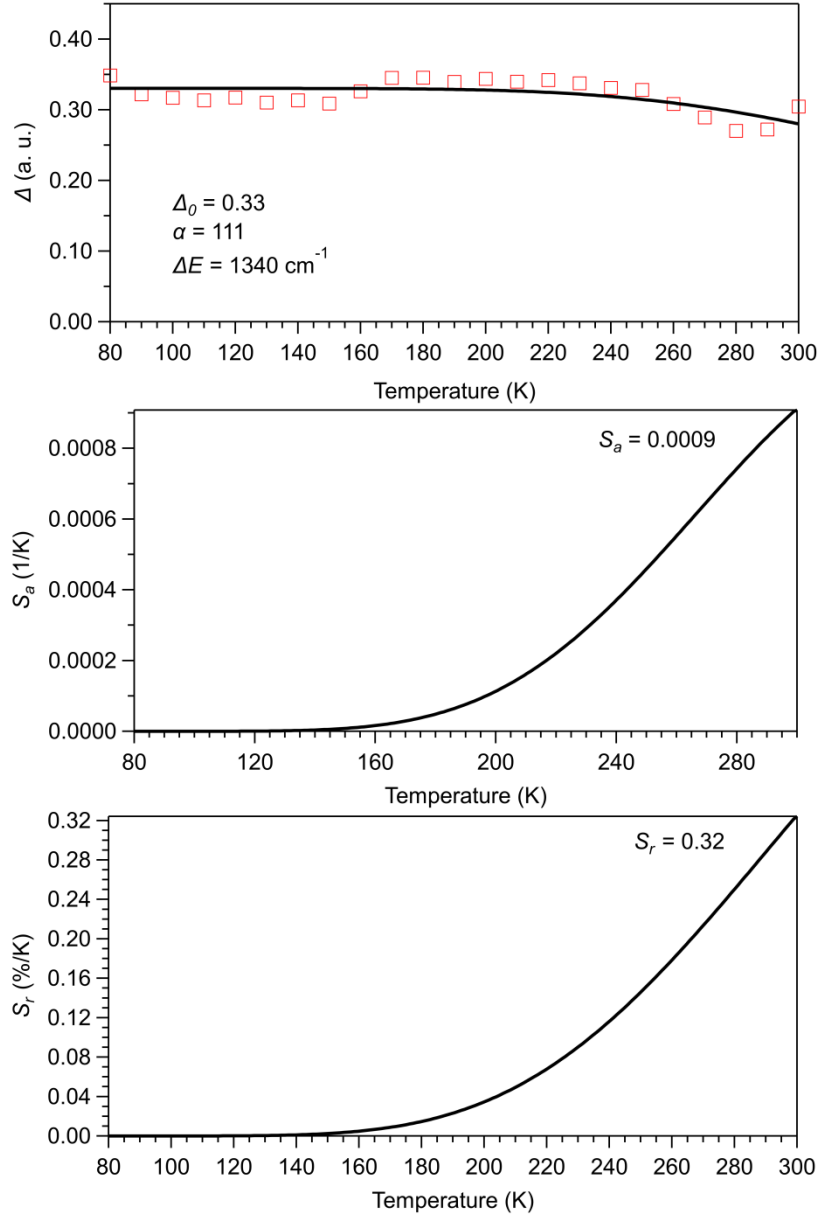 0.40
0.30
0.20
0.10
0.00
Δ (a. u.)
Δ0 = 0.33
α = 111
ΔE = 1340 cm-1
80 100 120 140 160 180 200 220 240 260 280 300
Temperature (K)
0.0008
0.0006
0.0004
0.0002
0.0000
Sa (1/K)
Sa = 0.0009
80 120 160 200 240 280
Temperature (K)
0.32
0.28
0.24
0.20
0.16
0.12
0.08
0.04
0.00
Sr (%/K)
Sr = 0.32
80 100 120 140 160 180 200 220 240 260 280 300
Temperature (K)